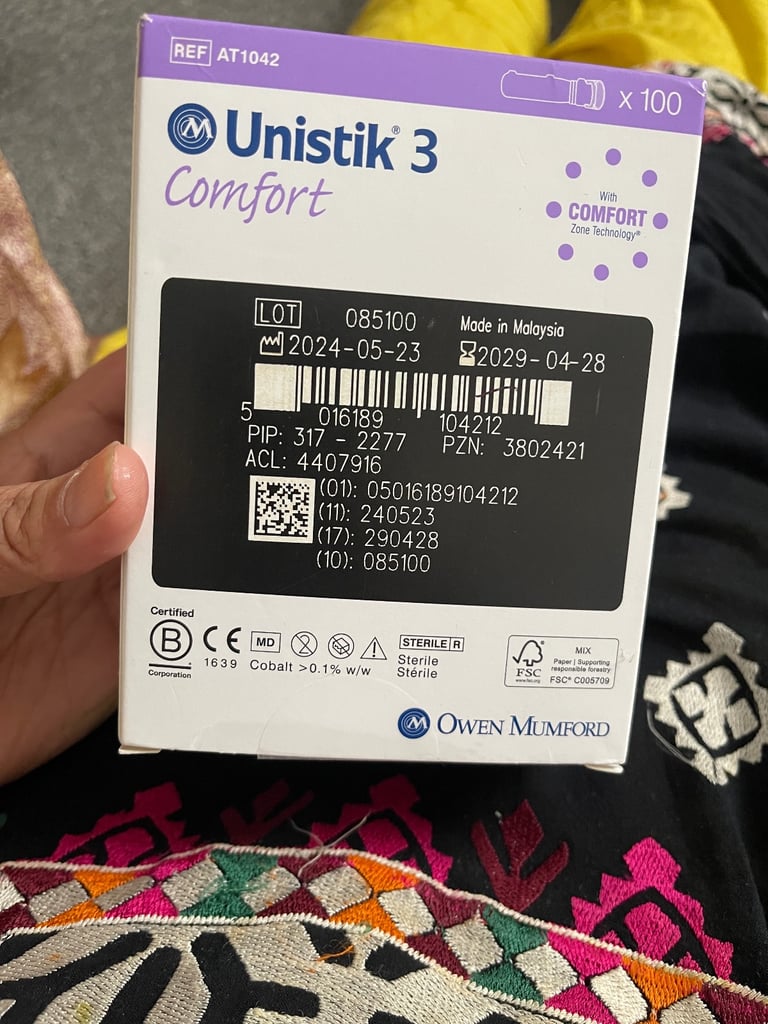 REF AT1042
x 100
Unistik® 3
Comfort
With
COMFORT
Zone Technology®
LOT 085100 Made in Malaysia
2024-05-23 2029-04-28
5 016189 104212
PIP: 317 - 2277 PZN: 3802421
ACL: 4407916
(01): 05016189104212
(11): 240523
(17): 290428
(10): 085100
Certified
B
Corporation
CE
1639
MD
Cobalt >0.1% w/w
STERILE R
Sterile
Stérile
FSC
www.fsc.org
MIX
Paper | Supporting
responsible forestry
FSC® C005709
OWEN MUMFORD